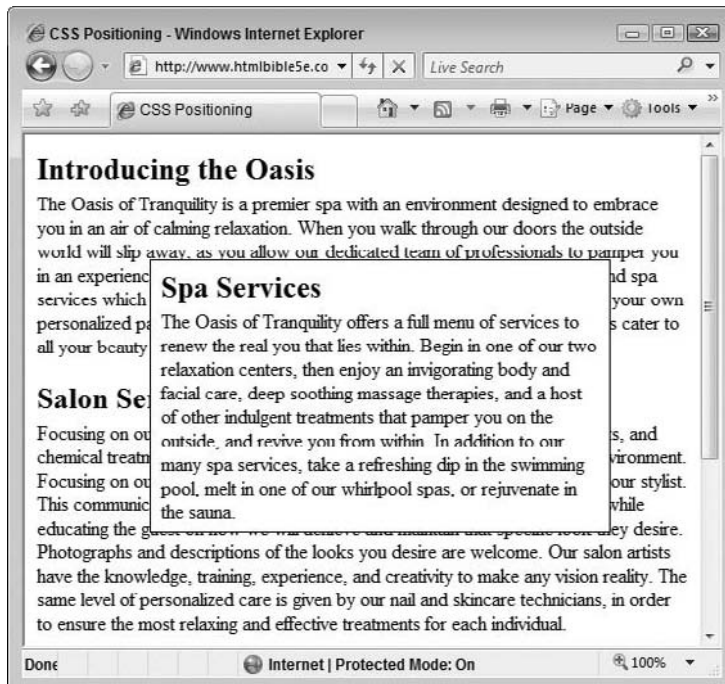 CSS Positioning - Windows Internet Explorer
http://www.htmlbible5e.co
Live Search
CSS Positioning
Page
Tools
Introducing the Oasis
The Oasis of Tranquility is a premier spa with an environment designed to embrace
you in an air of calming relaxation. When you walk through our doors the outside
world will slip away, as you allow our dedicated team of professionals to pamper you
in an experienc
nd spa
services which
your own
personalized pa
s cater to
all your beauty
Spa Services
The Oasis of Tranquility offers a full menu of services to
renew the real you that lies within. Begin in one of our two
relaxation centers, then enjoy an invigorating body and
facial care, deep soothing massage therapies, and a host
of other indulgent treatments that pamper you on the
outside, and revive you from within. In addition to our
many spa services, take a refreshing dip in the swimming
pool, melt in one of our whirlpool spas, or rejuvenate in
the sauna.
Salon Se
Focusing on ou
s, and
chemical treatm
vironment.
Focusing on ou
our stylist.
This communic
while
educating the guest on how we will achieve and maintain that specific look they desire.
Photographs and descriptions of the looks you desire are welcome. Our salon artists
have the knowledge, training, experience, and creativity to make any vision reality. The
same level of personalized care is given by our nail and skincare technicians, in order
to ensure the most relaxing and effective treatments for each individual.
Done
Internet | Protected Mode: On
100%